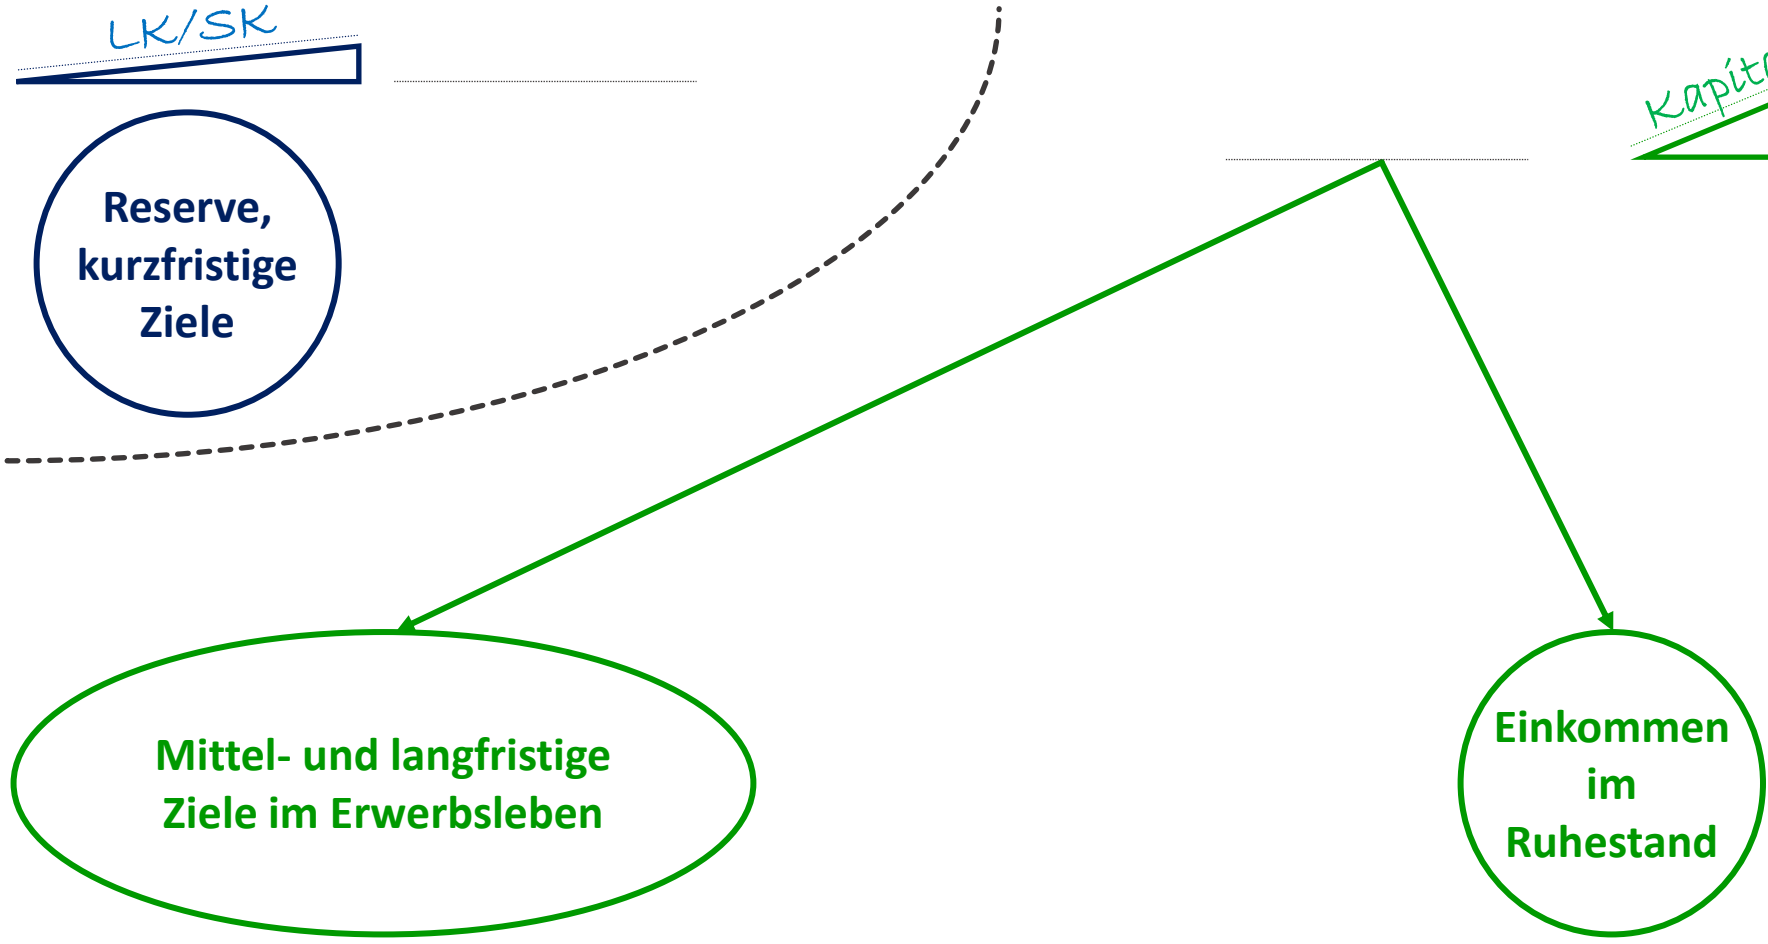 LK/SK
Reserve,
kurzfristige
Ziele
Mittel- und langfristige
Ziele im Erwerbsleben
Einkommen
im
Ruhestand